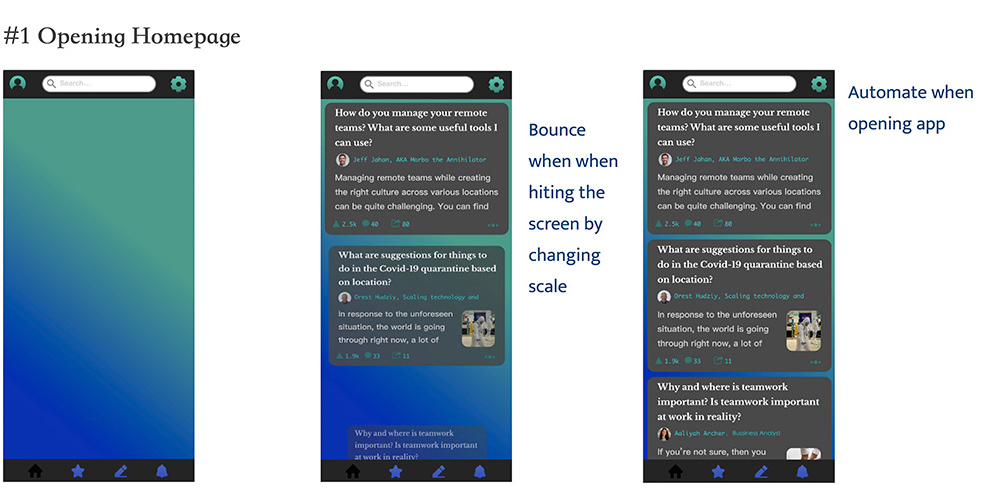 #1 Opening Homepage
Search...
Search...
How do you manage your remote
teams? What are some useful tools I
can use?
Jeff Jahan, AKA Morbo the Annihilator
Managing remote teams while creating
the right culture across various locations
can be quite challenging. You can find
2.5k 40 80
What are suggestions for things to
do in the Covid-19 quarantine based
on location?
Orest Hudziy, Scaling technology and
In response to the unforeseen
situation, the world is going
through right now, a lot of
1.9k 33 11
Why and where is teamwork
important? Is teamwork important
at work in reality?
Bounce
when when
hiting the
screen by
changing
scale
Search...
How do you manage your remote
teams? What are some useful tools I
can use?
Jeff Jahan, AKA Morbo the Annihilator
Managing remote teams while creating
the right culture across various locations
can be quite challenging. You can find
2.5k 40 80
What are suggestions for things to
do in the Covid-19 quarantine based
on location?
Orest Hudziy, Scaling technology and
In response to the unforeseen
situation, the world is going
through right now, a lot of
1.9k 33 11
Why and where is teamwork
important? Is teamwork important
at work in reality?
Aaliyah Archer, Bussiness Analyst
If you're not sure, then you
Automate when
opening app